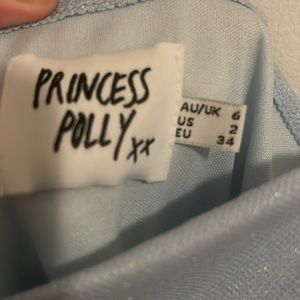 PRINCESS
POLLY xx
AU/UK 6
US 2
EU 34